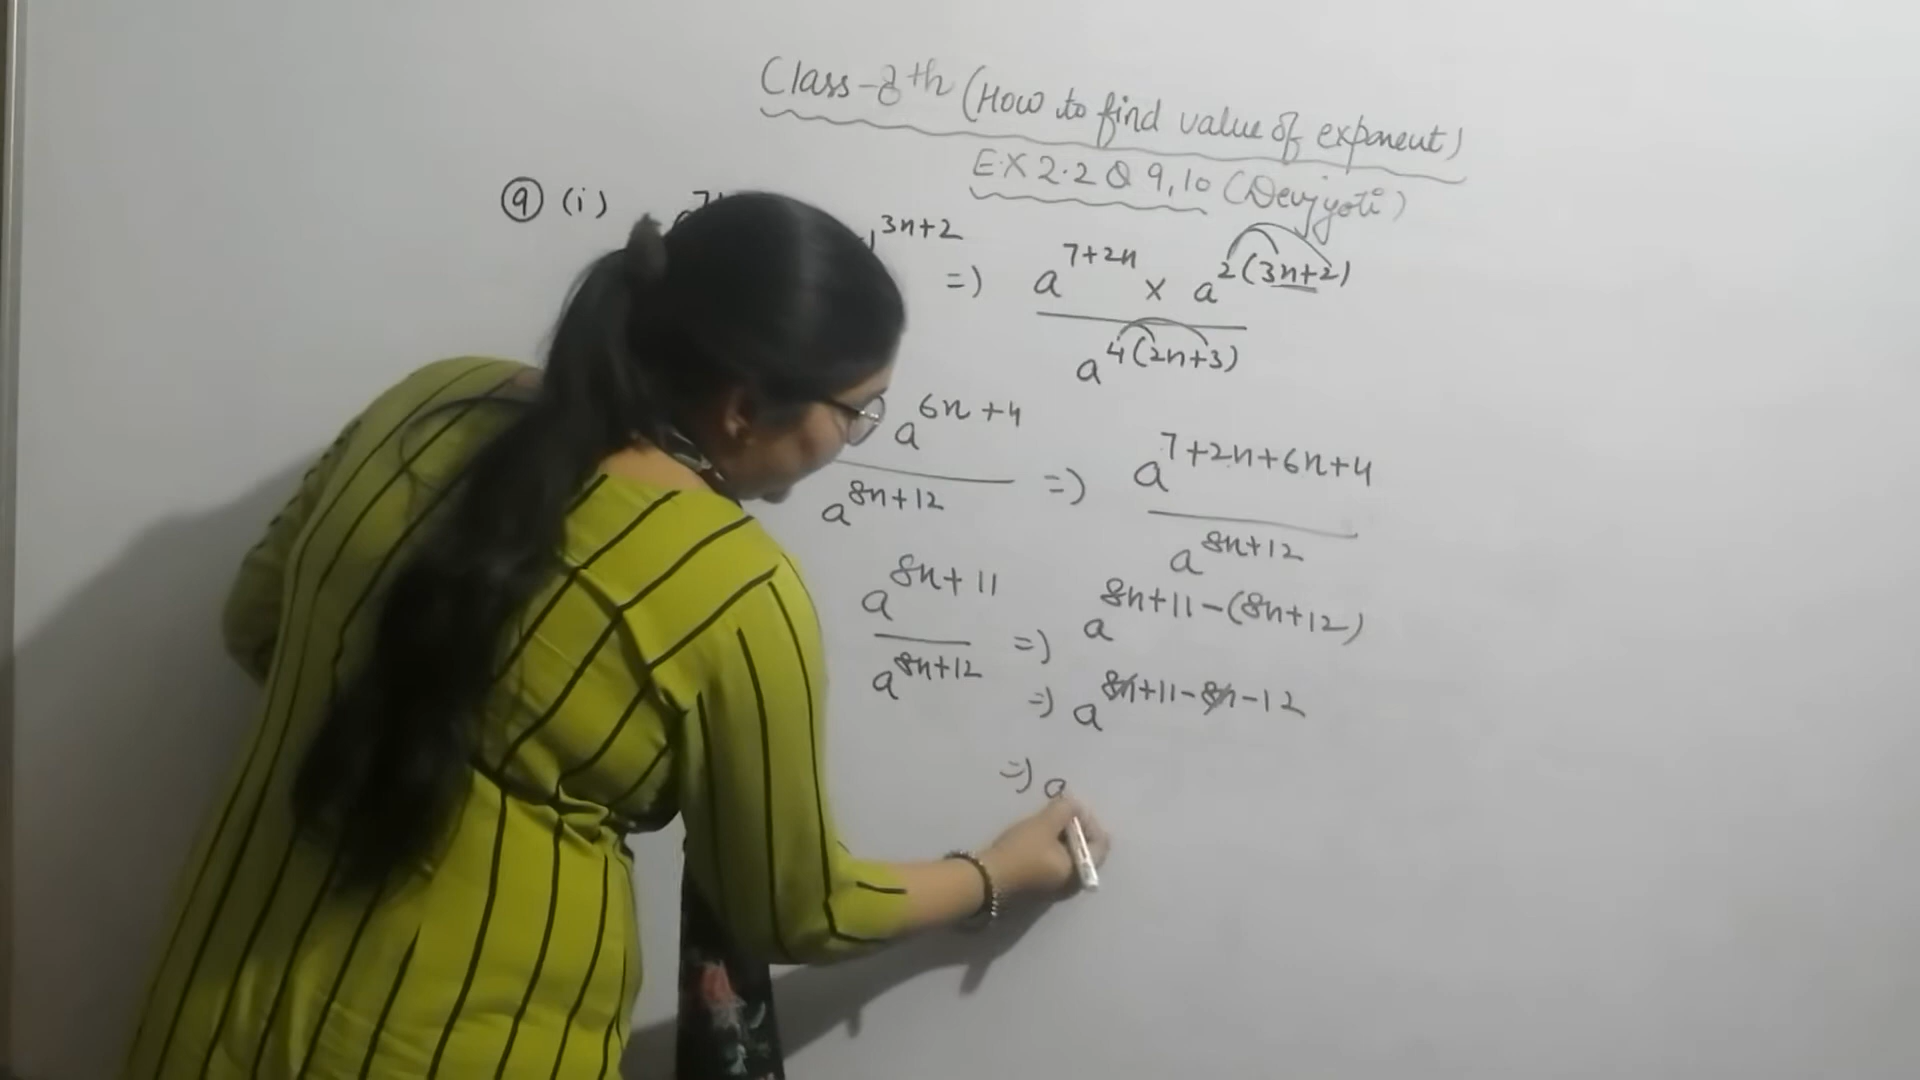 Class-8th (How to find value of exponent)
EX 2.2 Q 9,10 (Devjyoti)
9 (i)
3n+2 => a^7+2n × a^2(3n+2)
a^4(2n+3)
a^6n+4 => a^7+2n+6n+4
a^8n+12 a^8n+12
a^8n+11 => a^8n+11-(8n+12)
a^8n+12
=> a^8n+11-8n-12
=> a